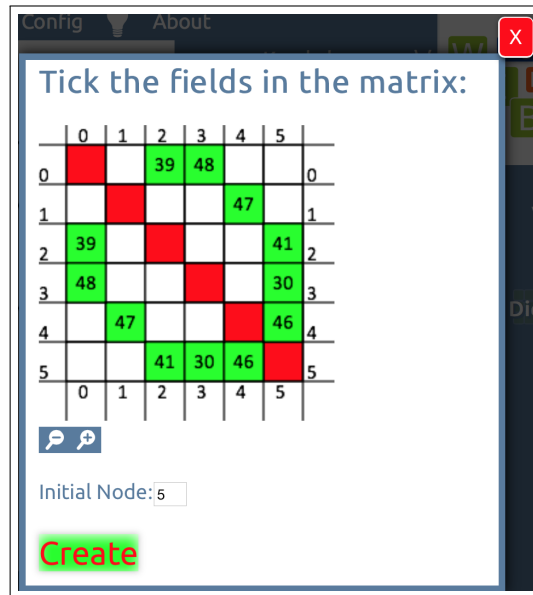 Config About
X
Tick the fields in the matrix:
0 1 2 3 4 5
39 48 0
0
47 1
1
39 41 2
2
48 30 3
3
47 46 4
4
41 30 46 5
5
0 1 2 3 4 5
Initial Node: 5
Create